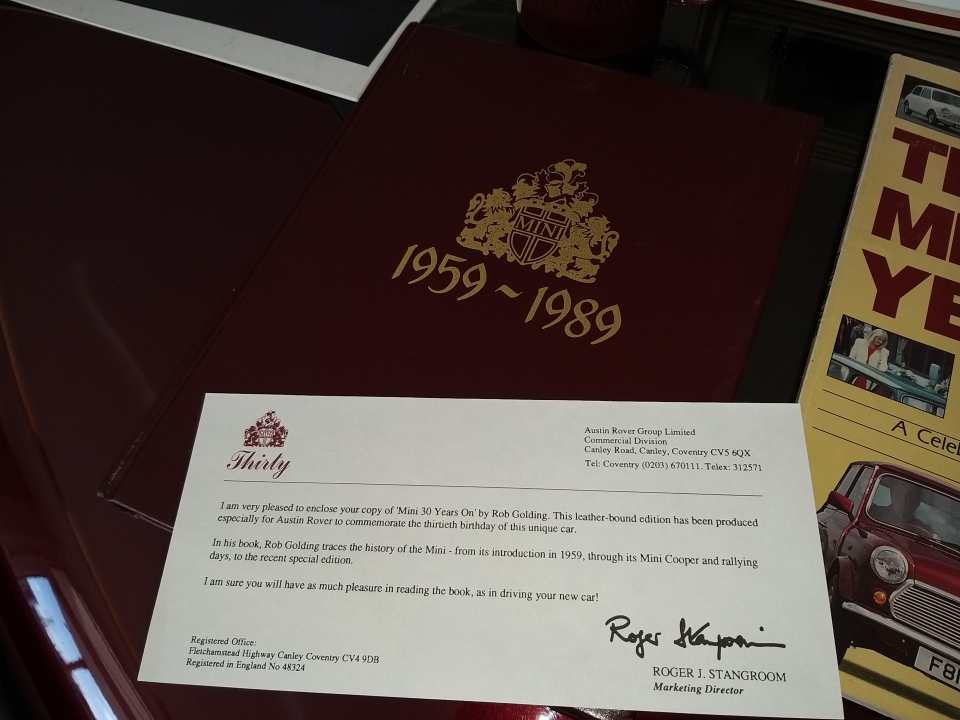 MINI
1959~1989
MINI
Thirty
Austin Rover Group Limited
Commercial Division
Canley Road, Canley, Coventry CV5 6QX
Tel: Coventry (0203) 670111. Telex: 312571
I am very pleased to enclose your copy of 'Mini 30 Years On' by Rob Golding. This leather-bound edition has been produced
especially for Austin Rover to commemorate the thirtieth birthday of this unique car.
In his book, Rob Golding traces the history of the Mini - from its introduction in 1959, through its Mini Cooper and rallying
days, to the recent special edition.
I am sure you will have as much pleasure in reading the book, as in driving your new car!
Roger Stangroom
ROGER J. STANGROOM
Marketing Director
Registered Office:
Fletchamstead Highway Canley Coventry CV4 9DB
Registered in England No 48324
A
F8